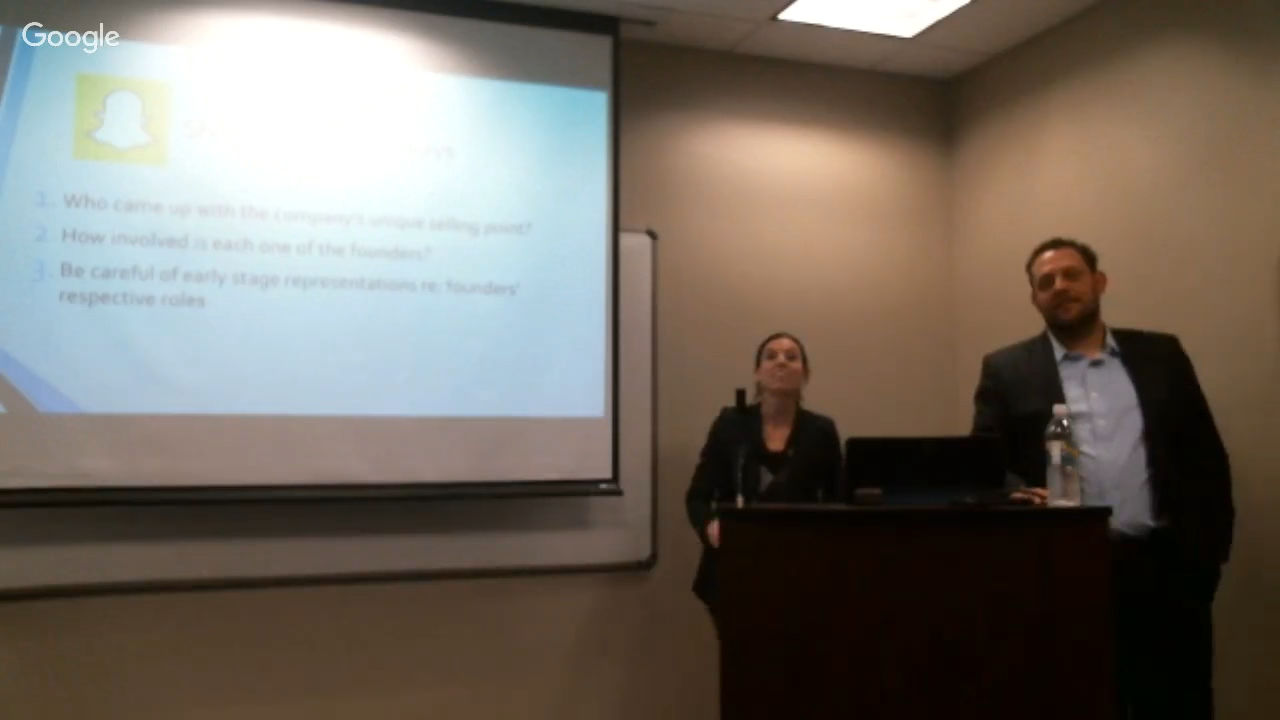 Google
1. Who came up with the company's unique selling point?
2. How involved is each one of the founders?
3. Be careful of early stage representations re: founders'
respective roles